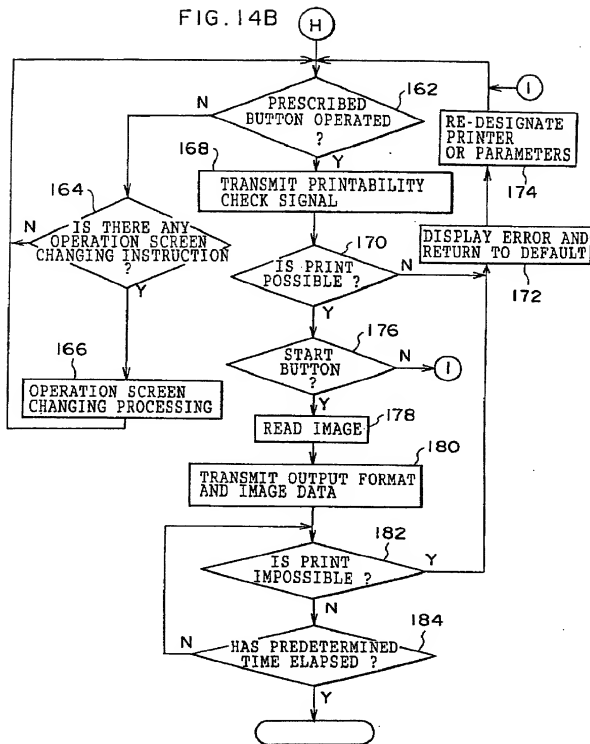 FIG. 14B
H
PRESCRIBED
BUTTON OPERATED
?
162
N
Y
168
TRANSMIT PRINTABILITY
CHECK SIGNAL
I
RE-DESIGNATE
PRINTER
OR PARAMETERS
174
164
IS THERE ANY
OPERATION SCREEN
CHANGING INSTRUCTION
?
N
Y
170
IS PRINT
POSSIBLE ?
N
Y
DISPLAY ERROR AND
RETURN TO DEFAULT
172
166
OPERATION SCREEN
CHANGING PROCESSING
176
START
BUTTON
?
N
I
Y
READ IMAGE
178
180
TRANSMIT OUTPUT FORMAT
AND IMAGE DATA
182
IS PRINT
IMPOSSIBLE ?
Y
N
184
HAS PREDETERMINED
TIME ELAPSED ?
N
Y